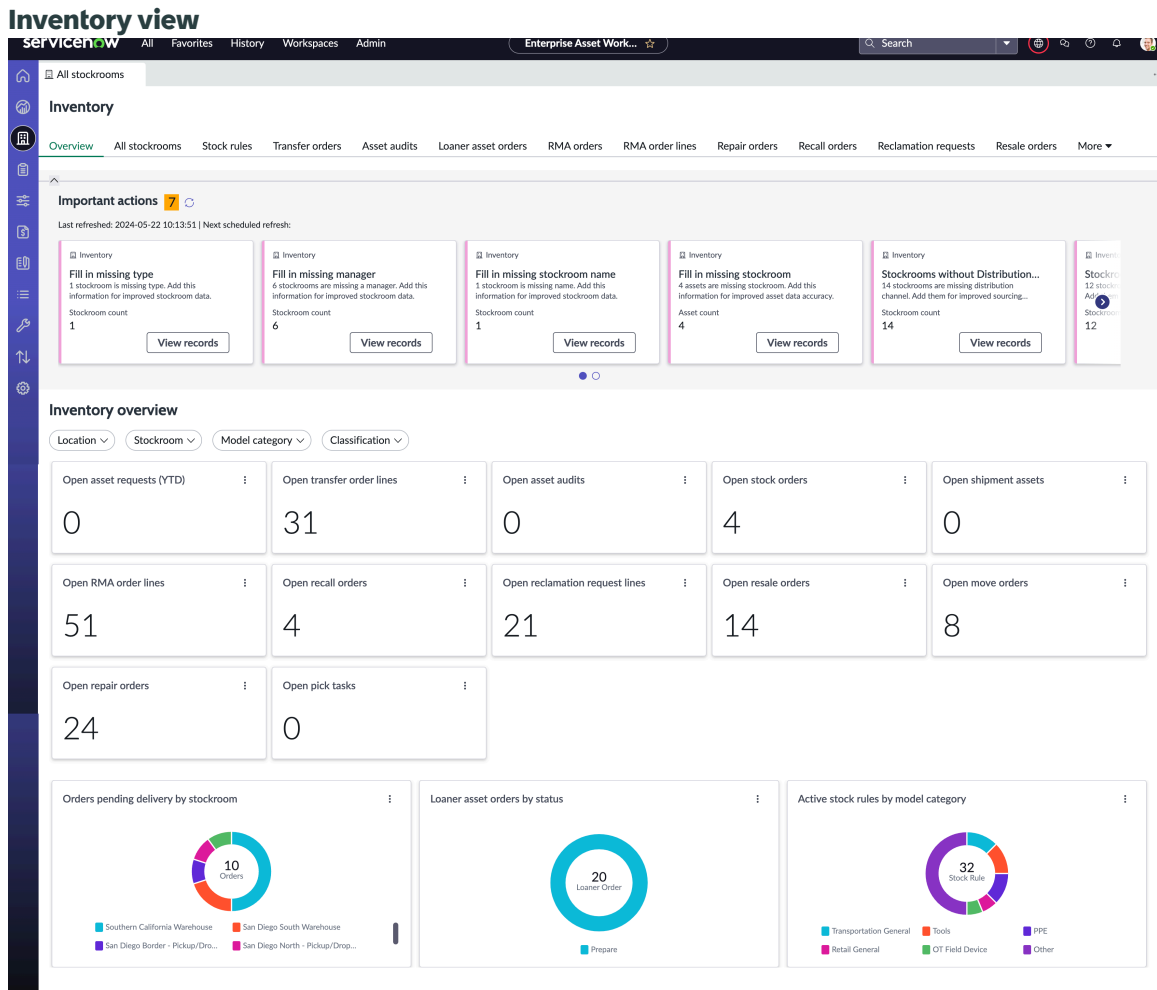 Inventory view
servicenow All Favorites History Workspaces Admin Enterprise Asset Work... Search
All stockrooms
Inventory
Overview All stockrooms Stock rules Transfer orders Asset audits Loaner asset orders RMA orders RMA order lines Repair orders Recall orders Reclamation requests Resale orders More
Important actions 7
Last refreshed: 2024-05-22 10:13:51 | Next scheduled refresh:
Inventory
Fill in missing type
1 stockroom is missing type. Add this
information for improved stockroom data.
Stockroom count
1
View records
Inventory
Fill in missing manager
6 stockrooms are missing a manager. Add this
information for improved stockroom data.
Stockroom count
6
View records
Inventory
Fill in missing stockroom name
1 stockroom is missing name. Add this
information for improved stockroom data.
Stockroom count
1
View records
Inventory
Fill in missing stockroom
4 assets are missing stockroom. Add this
information for improved asset data accuracy.
Asset count
4
View records
Inventory
Stockrooms without Distribution...
14 stockrooms are missing distribution
channel. Add them for improved sourcing...
Stockroom count
14
View records
12
Inventory overview
Location Stockroom Model category Classification
Open asset requests (YTD)
0
Open transfer order lines
31
Open asset audits
0
Open stock orders
4
Open shipment assets
0
Open RMA order lines
51
Open recall orders
4
Open reclamation request lines
21
Open resale orders
14
Open move orders
8
Open repair orders
24
Open pick tasks
0
Orders pending delivery by stockroom
10
Orders
Southern California Warehouse San Diego South Warehouse
San Diego Border - Pickup/Dro... San Diego North - Pickup/Drop...
Loaner asset orders by status
20
Loaner Order
Prepare
Active stock rules by model category
32
Stock Rule
Transportation General Tools PPE
Retail General OT Field Device Other